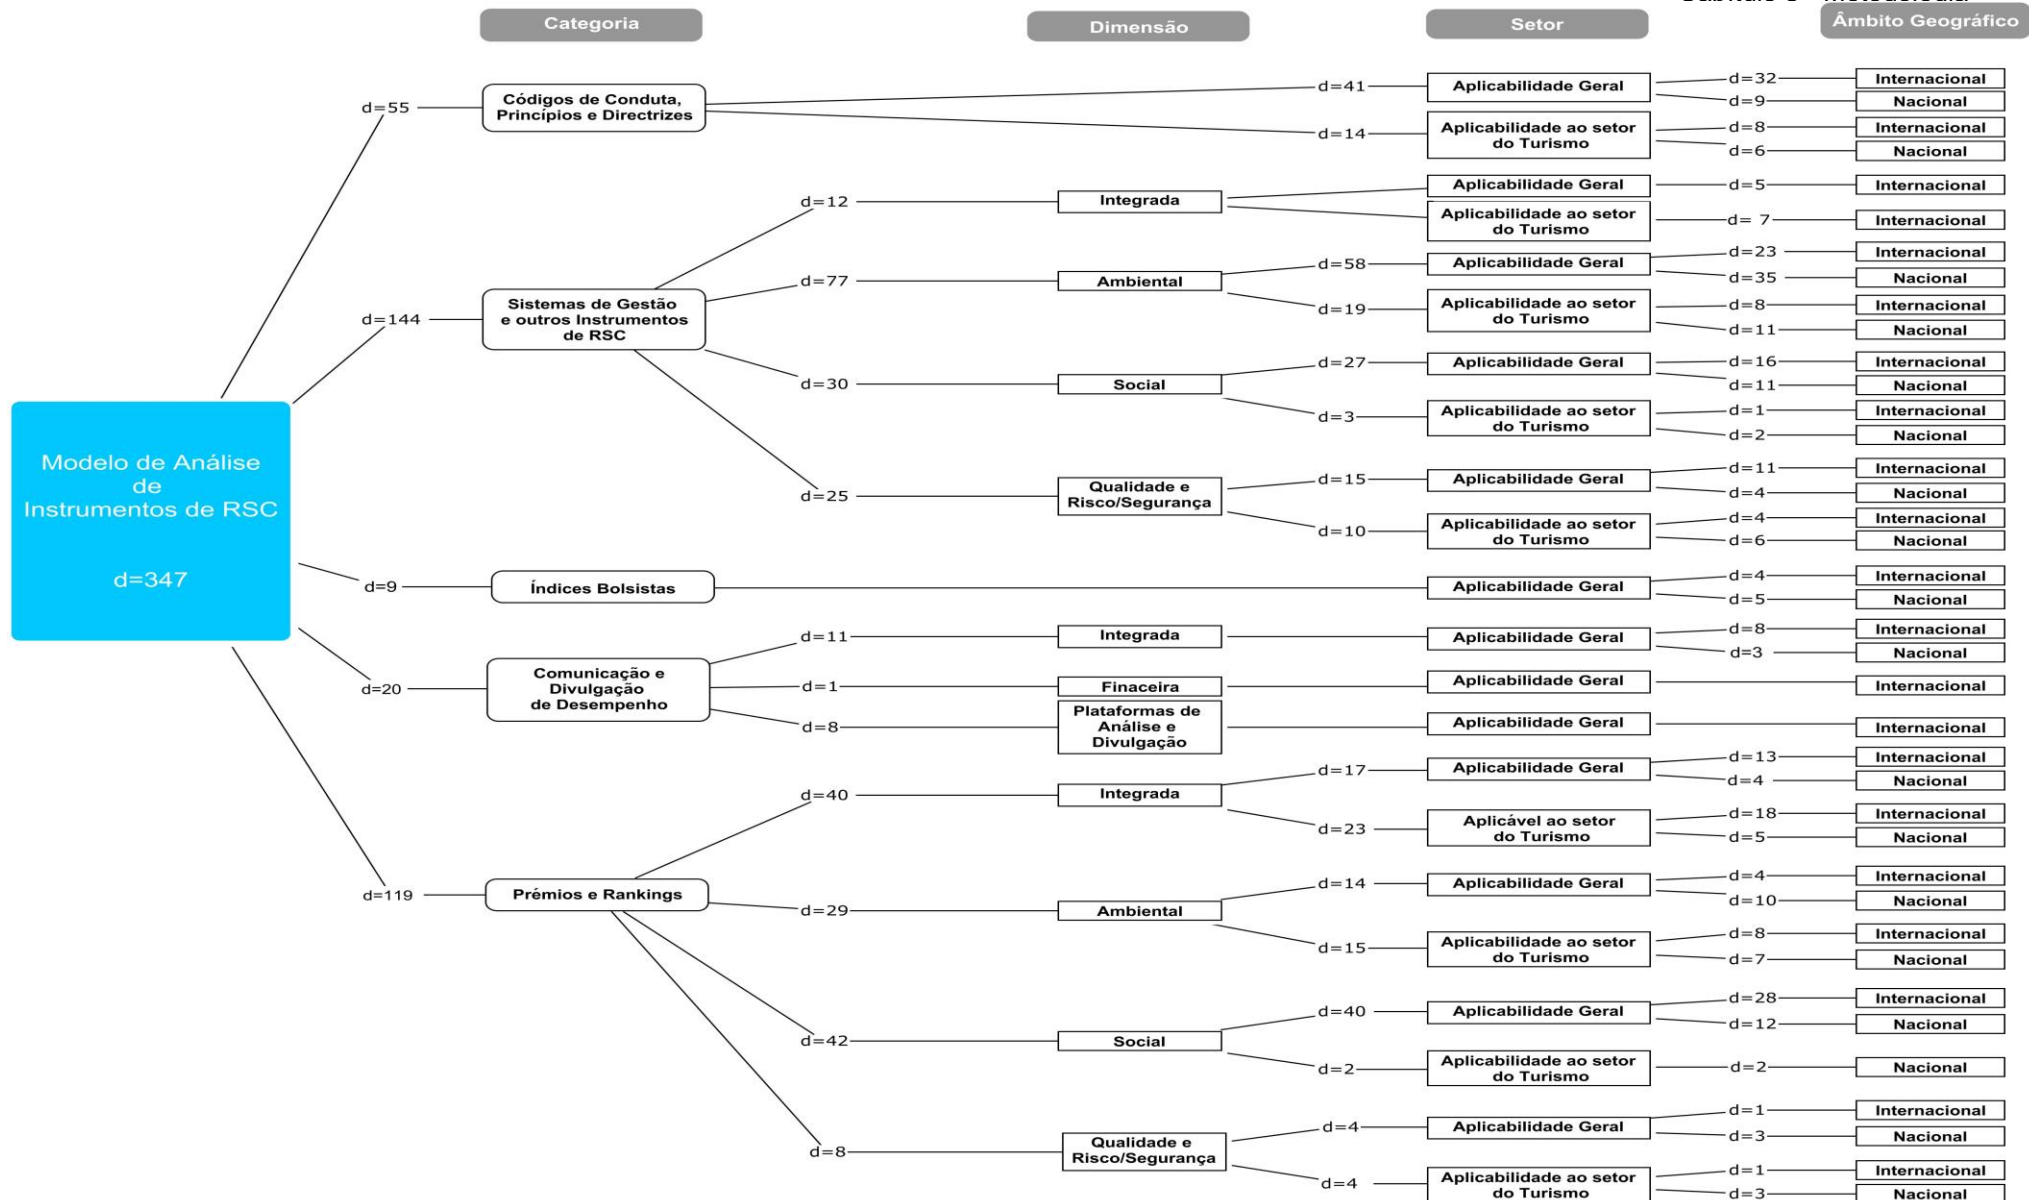 Categoria
Dimensão
Setor
Âmbito Geográfico
Modelo de Análise
de
Instrumentos de RSC
d=347
d=55
Códigos de Conduta,
Princípios e Directrizes
d=41
Aplicabilidade Geral
d=32
Internacional
d=9
Nacional
d=14
Aplicabilidade ao setor
do Turismo
d=8
Internacional
d=6
Nacional
d=144
Sistemas de Gestão
e outros Instrumentos
de RSC
d=12
Integrada
Aplicabilidade Geral
d=5
Internacional
Aplicabilidade ao setor
do Turismo
d= 7
Internacional
d=77
Ambiental
d=58
Aplicabilidade Geral
d=23
Internacional
d=35
Nacional
d=19
Aplicabilidade ao setor
do Turismo
d=8
Internacional
d=11
Nacional
d=30
Social
d=27
Aplicabilidade Geral
d=16
Internacional
d=11
Nacional
d=3
Aplicabilidade ao setor
do Turismo
d=1
Internacional
d=2
Nacional
d=25
Qualidade e
Risco/Segurança
d=15
Aplicabilidade Geral
d=11
Internacional
d=4
Nacional
d=10
Aplicabilidade ao setor
do Turismo
d=4
Internacional
d=6
Nacional
d=9
Índices Bolsistas
Aplicabilidade Geral
d=4
Internacional
d=5
Nacional
d=20
Comunicação e
Divulgação
de Desempenho
d=11
Integrada
Aplicabilidade Geral
d=8
Internacional
d=3
Nacional
d=1
Finaceira
Aplicabilidade Geral
Internacional
d=8
Plataformas de
Análise e
Divulgação
Aplicabilidade Geral
Internacional
d=119
Prémios e Rankings
d=40
Integrada
d=17
Aplicabilidade Geral
d=13
Internacional
d=4
Nacional
d=23
Aplicável ao setor
do Turismo
d=18
Internacional
d=5
Nacional
d=29
Ambiental
d=14
Aplicabilidade Geral
d=4
Internacional
d=10
Nacional
d=15
Aplicabilidade ao setor
do Turismo
d=8
Internacional
d=7
Nacional
d=42
Social
d=40
Aplicabilidade Geral
d=28
Internacional
d=12
Nacional
d=2
Aplicabilidade ao setor
do Turismo
d=2
Nacional
d=8
Qualidade e
Risco/Segurança
d=4
Aplicabilidade Geral
d=1
Internacional
d=3
Nacional
d=4
Aplicabilidade ao setor
do Turismo
d=1
Internacional
d=3
Nacional